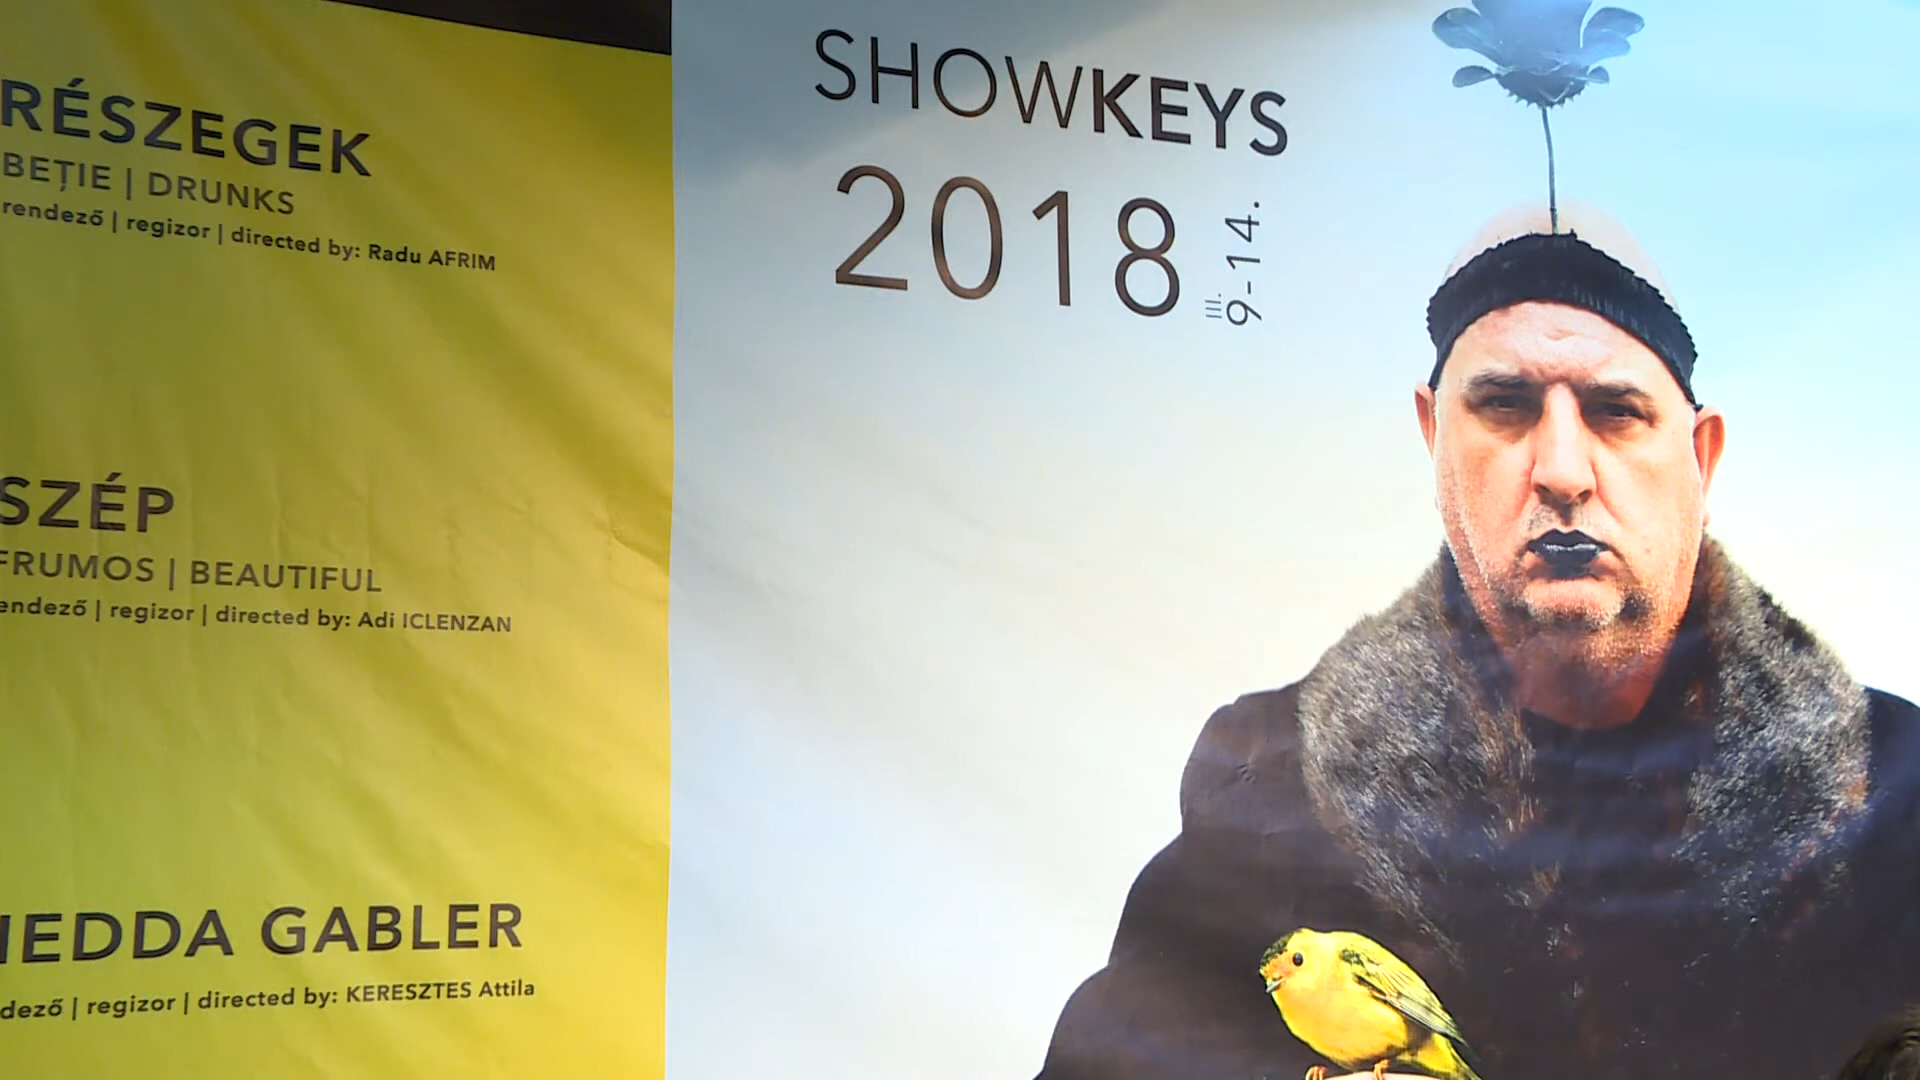 RÉSZEGEK
BEȚIE | DRUNKS
rendező | regizor | directed by: Radu AFRIM
SZÉP
FRUMOS | BEAUTIFUL
endező | regizor | directed by: Adi ICLENZAN
HEDDA GABLER
dező | regizor | directed by: KERESZTES Attila
SHOWKEYS
2018
III.
9-14.